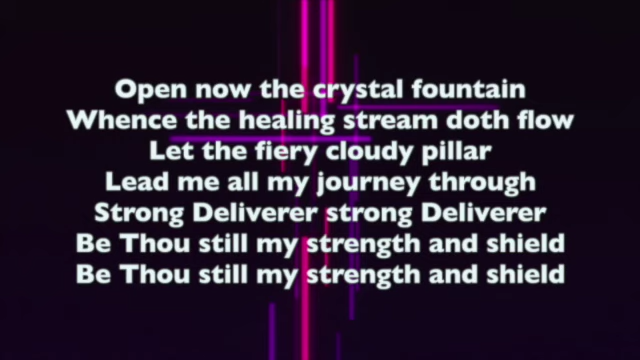 Open now the crystal fountain
Whence the healing stream doth flow
Let the fiery cloudy pillar
Lead me all my journey through
Strong Deliverer strong Deliverer
Be Thou still my strength and shield
Be Thou still my strength and shield